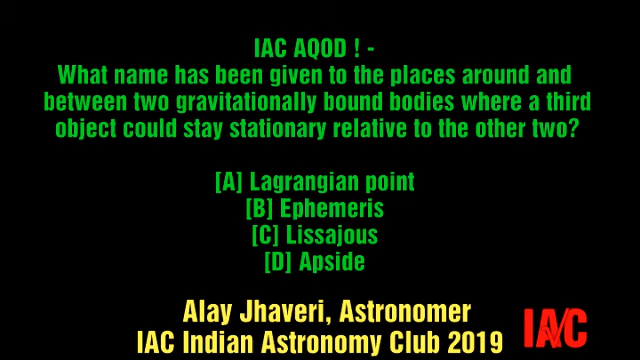 IAC AQOD ! -
What name has been given to the places around and
between two gravitationally bound bodies where a third
object could stay stationary relative to the other two?
[A] Lagrangian point
[B] Ephemeris
[C] Lissajous
[D] Apside
Alay Jhaveri, Astronomer
IAC Indian Astronomy Club 2019
IAC